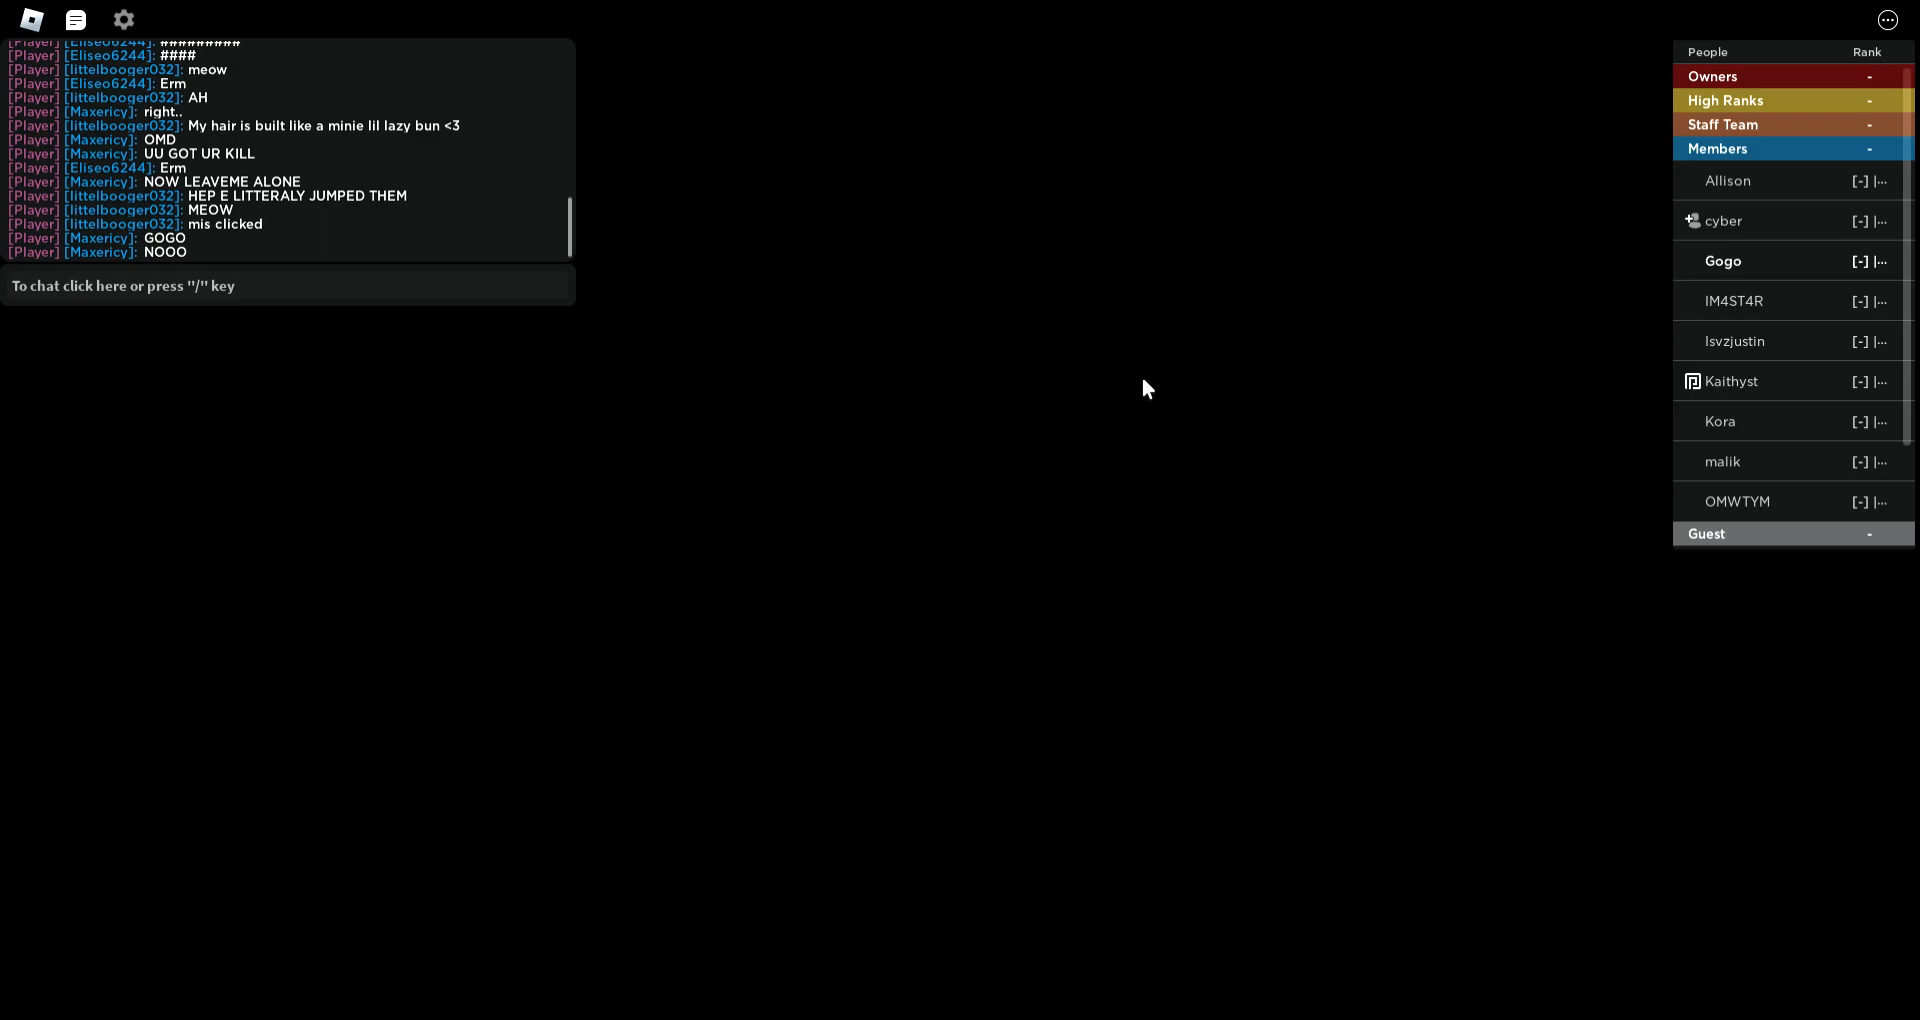 [Player] [Eliseo6244]: #########
[Player] [Eliseo6244]: ####
[Player] [littelbooger032]: meow
[Player] [Eliseo6244]: Erm
[Player] [littelbooger032]: AH
[Player] [Maxericy]: right..
[Player] [littelbooger032]: My hair is built like a minie lil lazy bun <3
[Player] [Maxericy]: OMD
[Player] [Maxericy]: UU GOT UR KILL
[Player] [Eliseo6244]: Erm
[Player] [Maxericy]: NOW LEAVEME ALONE
[Player] [littelbooger032]: HEP E LITTERALY JUMPED THEM
[Player] [littelbooger032]: MEOW
[Player] [littelbooger032]: mis clicked
[Player] [Maxericy]: GOGO
[Player] [Maxericy]: NOOO
To chat click here or press "/" key
People Rank
Owners -
High Ranks -
Staff Team -
Members -
Allison [-] |...
cyber [-] |...
Gogo [-] |...
IM4ST4R [-] |...
Isvzjustin [-] |...
Kaithyst [-] |...
Kora [-] |...
malik [-] |...
OMWTYM [-] |...
Guest -